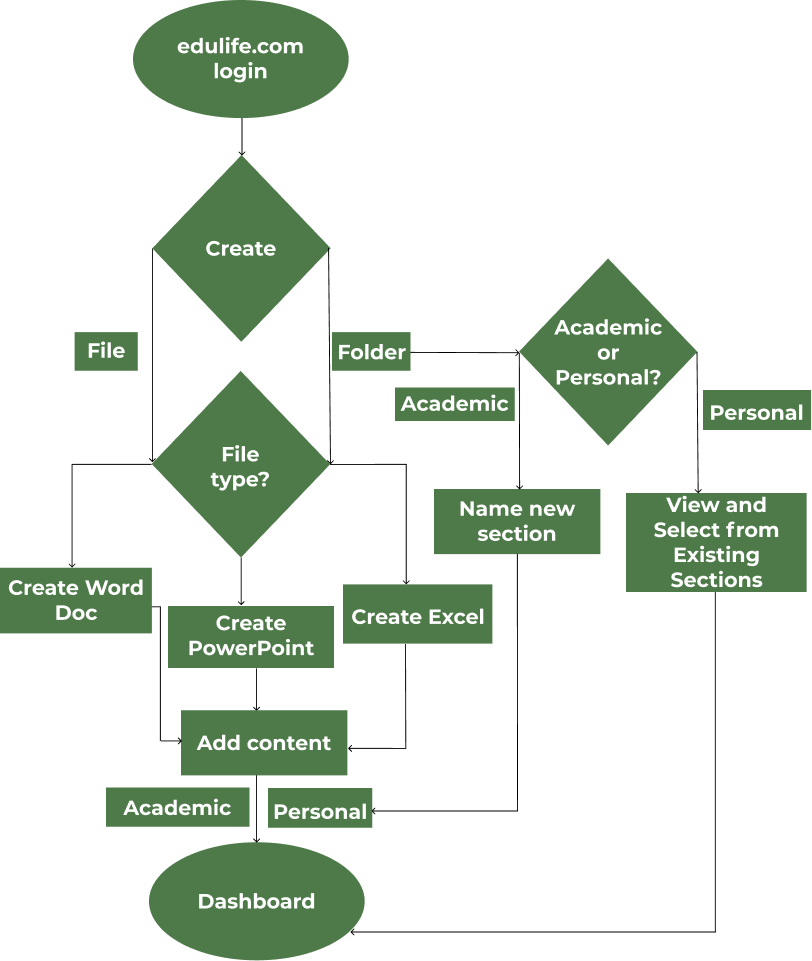 edulife.com
login
Create
File
Folder
Academic
or
Personal?
Academic
Personal
File
type?
Name new
section
View and
Select from
Existing
Sections
Create Word
Doc
Create
PowerPoint
Create Excel
Add content
Academic
Personal
Dashboard